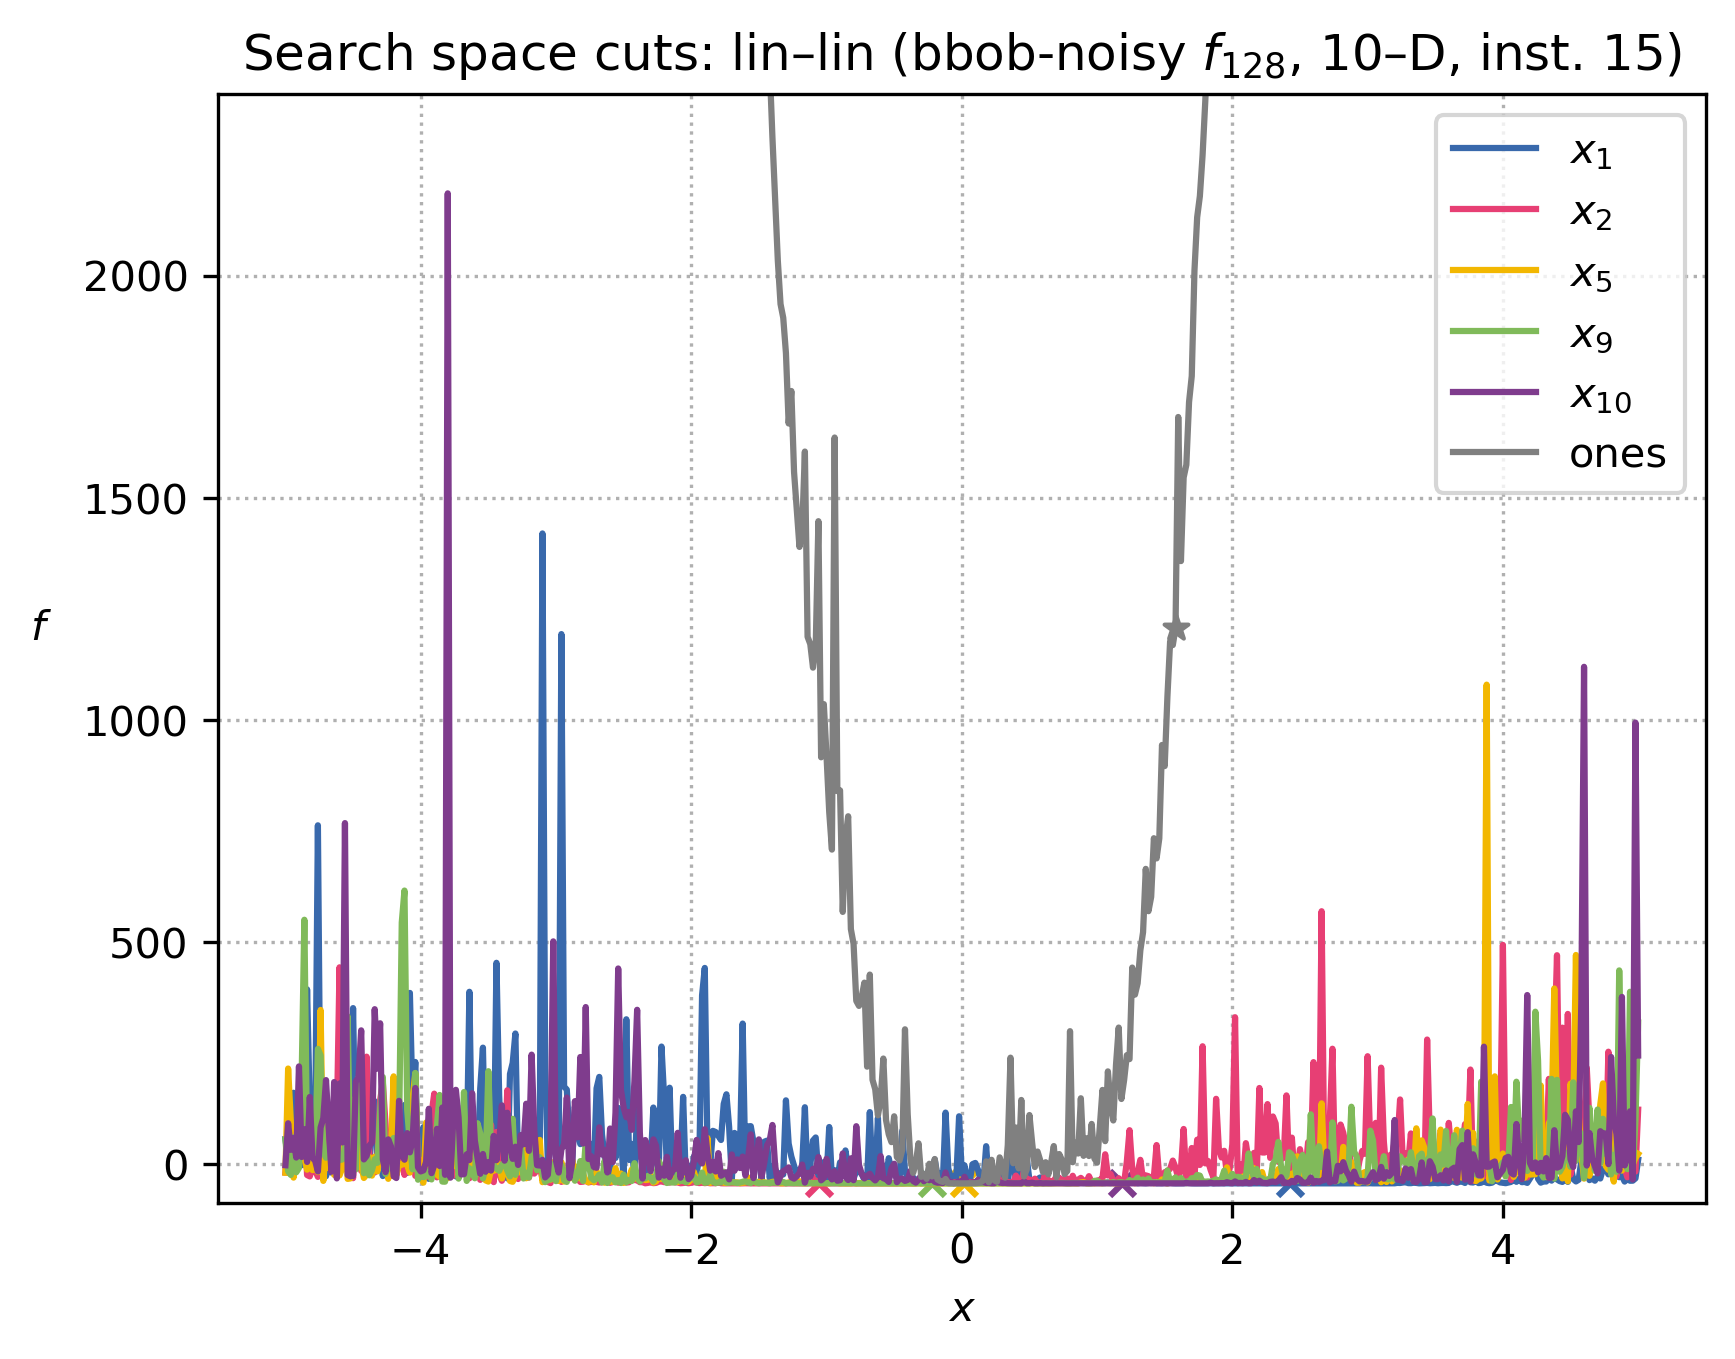 Search space cuts: lin–lin (bbob-noisy f₁₂₈, 10–D, inst. 15)
x₁
x₂
x₅
x₉
x₁₀
ones
2000
1500
1000
500
0
f
−4 −2 0 2 4
x